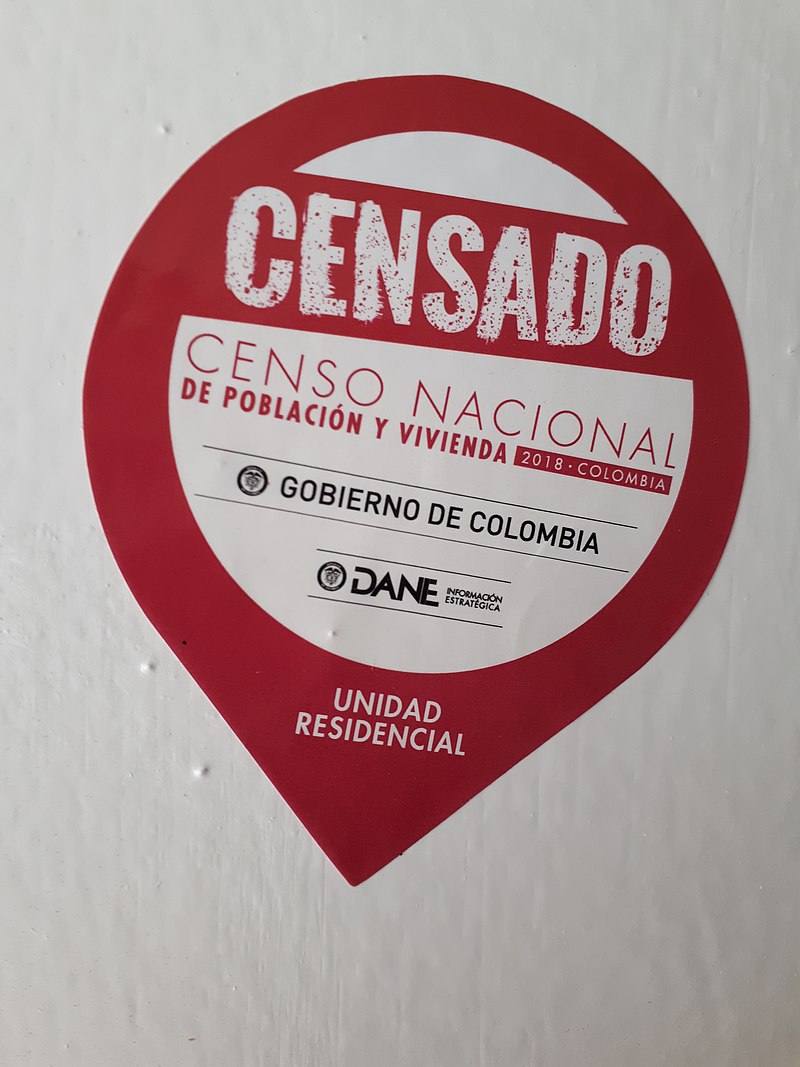 CENSADO
CENSO NACIONAL
DE POBLACIÓN Y VIVIENDA 2018 · COLOMBIA
GOBIERNO DE COLOMBIA
DANE INFORMACIÓN
ESTRATÉGICA
UNIDAD
RESIDENCIAL